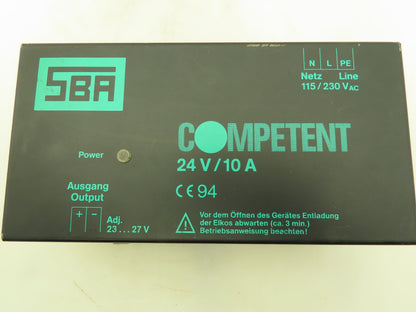 SBA
N L PE
Netz Line
115/230 VAC
COMPETENT
24 V/10 A
Power
CE 94
Ausgang
Output
+ −
Adj.
23...27 V
Vor dem Öffnen des Gerätes Entladung
der Elkos abwarten (ca. 3 min.)
Betriebsanweisung beachten!